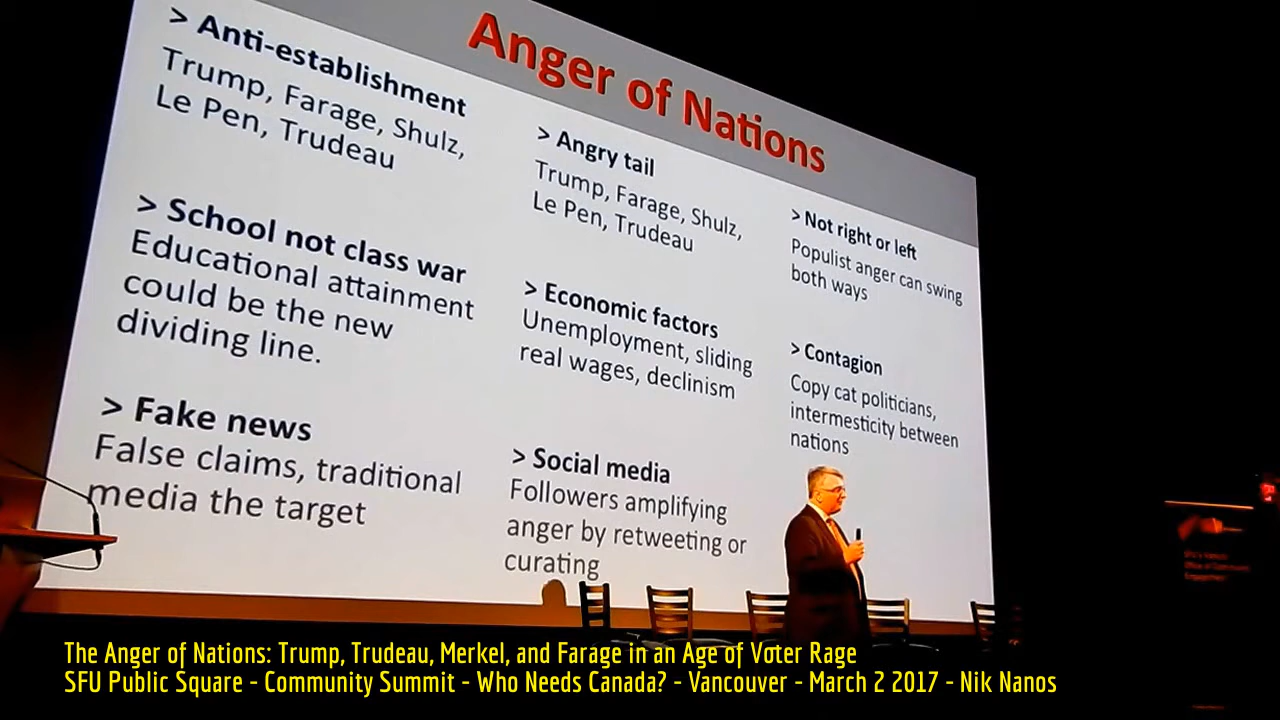 Anger of Nations
> Anti-establishment
Trump, Farage, Shulz,
Le Pen, Trudeau
> School not class war
Educational attainment
could be the new
dividing line.
> Fake news
False claims, traditional
media the target
> Angry tail
Trump, Farage, Shulz,
Le Pen, Trudeau
> Economic factors
Unemployment, sliding
real wages, declinism
> Social media
Followers amplifying
anger by retweeting or
curating
> Not right or left
Populist anger can swing
both ways
> Contagion
Copy cat politicians,
intermesticity between
nations
The Anger of Nations: Trump, Trudeau, Merkel, and Farage in an Age of Voter Rage
SFU Public Square - Community Summit - Who Needs Canada? - Vancouver - March 2 2017 - Nik Nanos